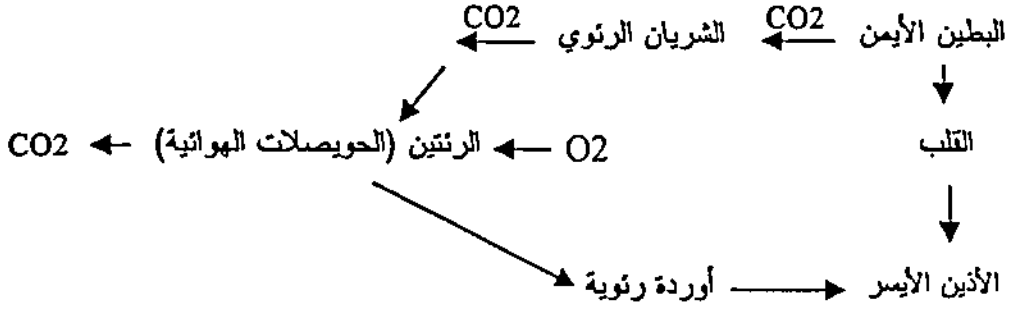 البطين الأيمن CO2 الشريان الرئوي CO2
القلب O2 الرئتين (الحويصلات الهوائية) CO2
الأذين الأيسر أوردة رئوية